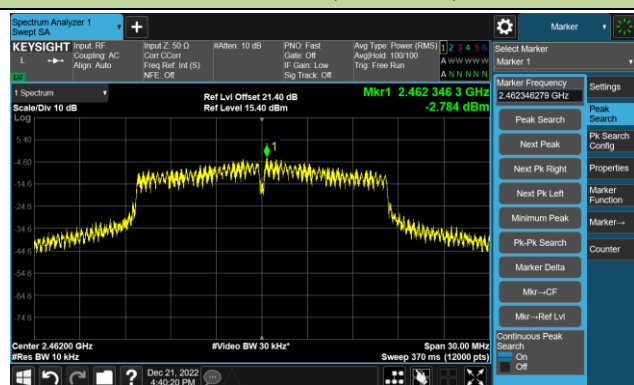 Spectrum Analyzer 1
Swept SA
Marker
KEYSIGHT
L
Input: RF
Coupling: AC
Align: Auto
Input Z: 50 Ω
Corr CCorr
Freq Ref: Int (S)
NFE: Off
#Atten: 10 dB
PNO: Fast
Gate: Off
IF Gain: Low
Sig Track: Off
Avg Type: Power (RMS)
Avg|Hold: 100/100
Trig: Free Run
1 2 3 4 5 6
A W W W W W
A N N N N N
Select Marker
Marker 1
1 Spectrum
Scale/Div 10 dB
Log
Ref Lvl Offset 21.40 dB
Ref Level 15.40 dBm
Mkr1 2.462 346 3 GHz
-2.784 dBm
1
5.40
-4.60
-14.6
-24.6
-34.6
-44.6
-54.6
-64.6
-74.6
Center 2.46200 GHz
#Res BW 10 kHz
#Video BW 30 kHz*
Span 30.00 MHz
Sweep 370 ms (12000 pts)
Marker Frequency
2.462346279 GHz
Peak Search
Next Peak
Next Pk Right
Next Pk Left
Minimum Peak
Pk-Pk Search
Marker Delta
Mkr→CF
Mkr→Ref Lvl
Continuous Peak
Search
On
Off
Settings
Peak
Search
Pk Search
Config
Properties
Marker
Function
Marker→
Counter
Dec 21, 2022
4:40:20 PM